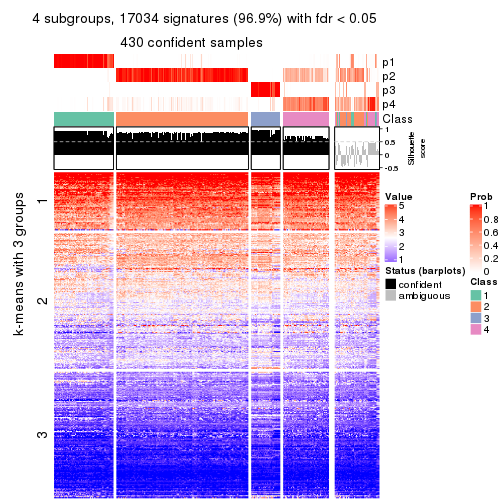 4 subgroups, 17034 signatures (96.9%) with fdr < 0.05
430 confident samples
p1
p2
p3
p4
Class
1
0.5
0
-0.5
Silhouette
score
k-means with 3 groups
1
2
3
Value
5
4
3
2
1
Status (barplots)
confident
ambiguous
Prob
1
0.8
0.6
0.4
0.2
0
Class
1
2
3
4